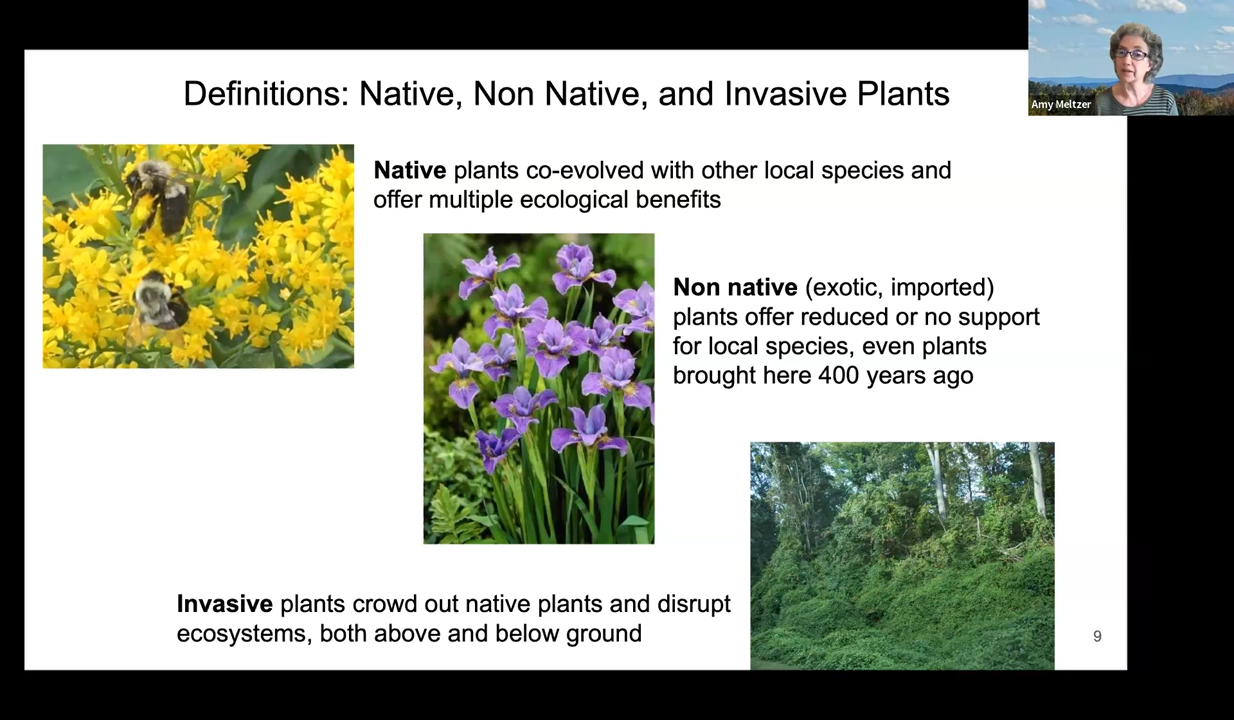 Definitions: Native, Non Native, and Invasive Plants
Amy Meltzer
Native plants co-evolved with other local species and
offer multiple ecological benefits
Non native (exotic, imported)
plants offer reduced or no support
for local species, even plants
brought here 400 years ago
Invasive plants crowd out native plants and disrupt
ecosystems, both above and below ground
9